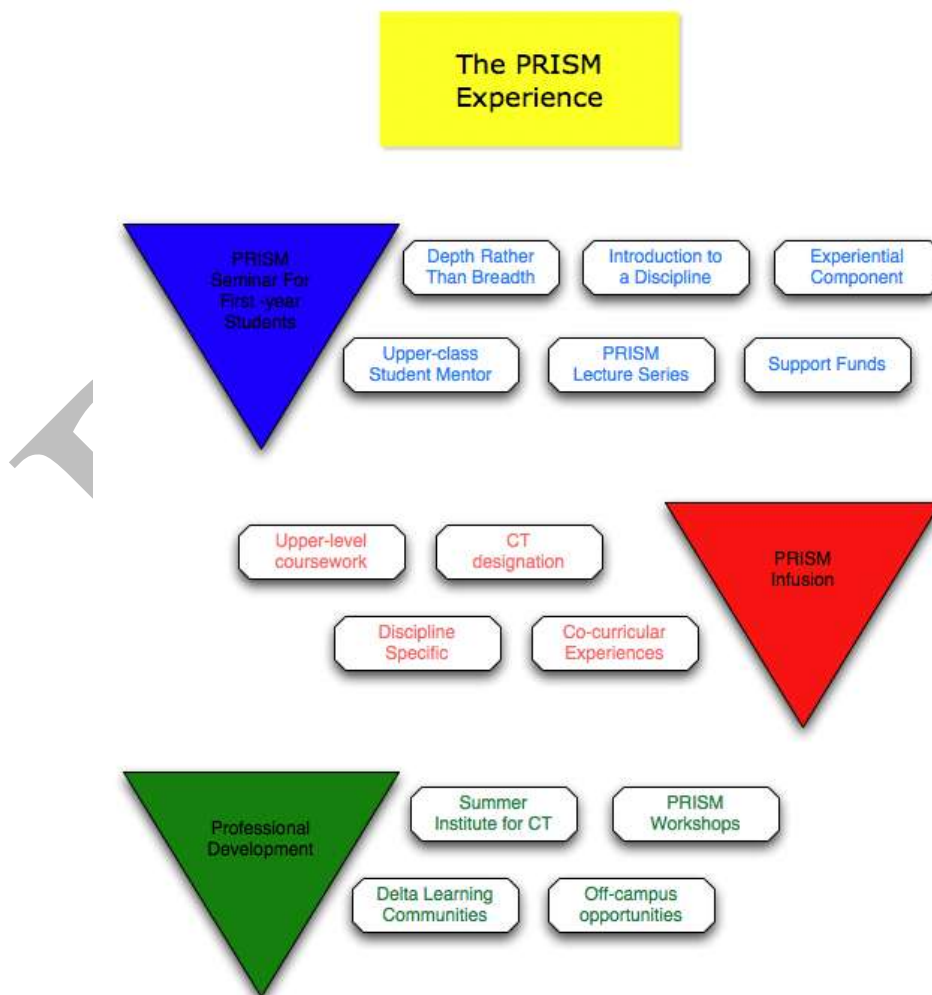 The PRISM
Experience
PRISM
Seminar For
First -year
Students
Depth Rather
Than Breadth
Introduction to
a Discipline
Experiential
Component
Upper-class
Student Mentor
PRISM
Lecture Series
Support Funds
Upper-level
coursework
CT
designation
PRISM
Infusion
Discipline
Specific
Co-curricular
Experiences
Professional
Development
Summer
Institute for CT
PRISM
Workshops
Delta Learning
Communities
Off-campus
opportunities